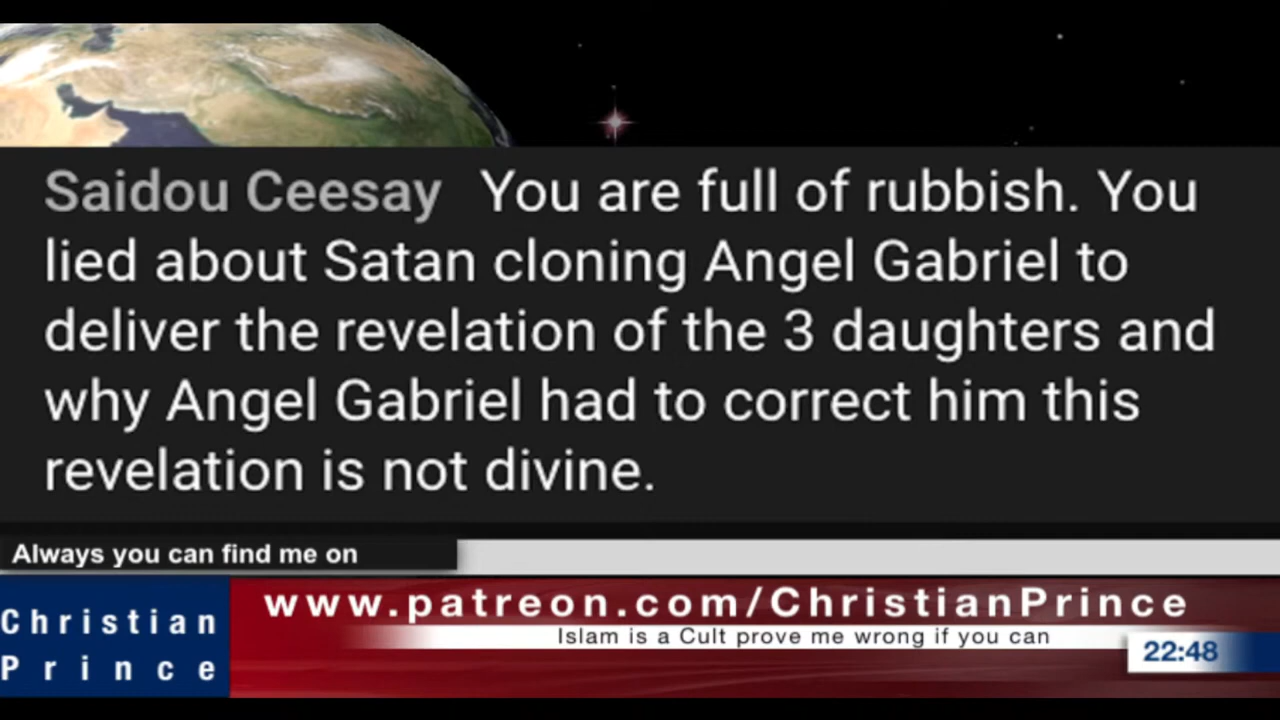 Saidou Ceesay You are full of rubbish. You
lied about Satan cloning Angel Gabriel to
deliver the revelation of the 3 daughters and
why Angel Gabriel had to correct him this
revelation is not divine.
Always you can find me on
Christian
Prince
www.patreon.com/ChristianPrince
Islam is a Cult prove me wrong if you can
22:48